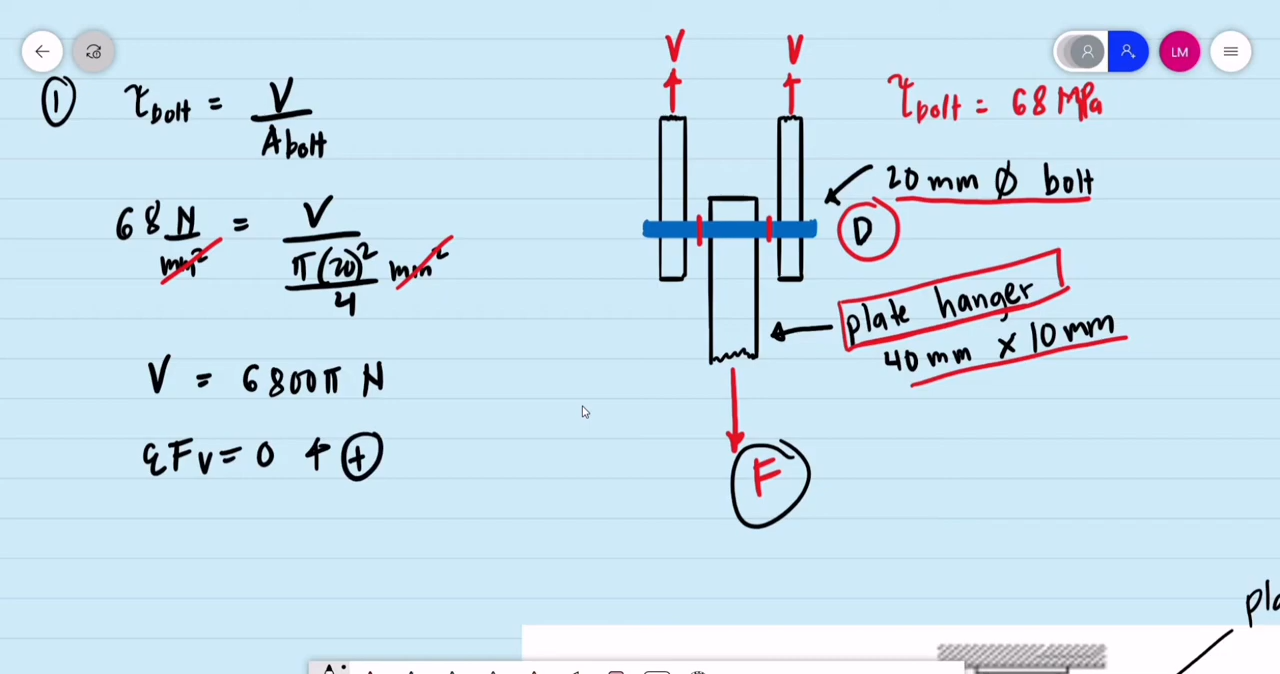 ① τbolt = V / Abolt
68 N/mm² = V / (π(20)²/4) mm²
V = 6800π N
ΣFv = 0 ↑ ⊕
V V
τbolt = 68 MPa
20 mm Ø bolt
D
plate hanger
40 mm x 10 mm
F
LM